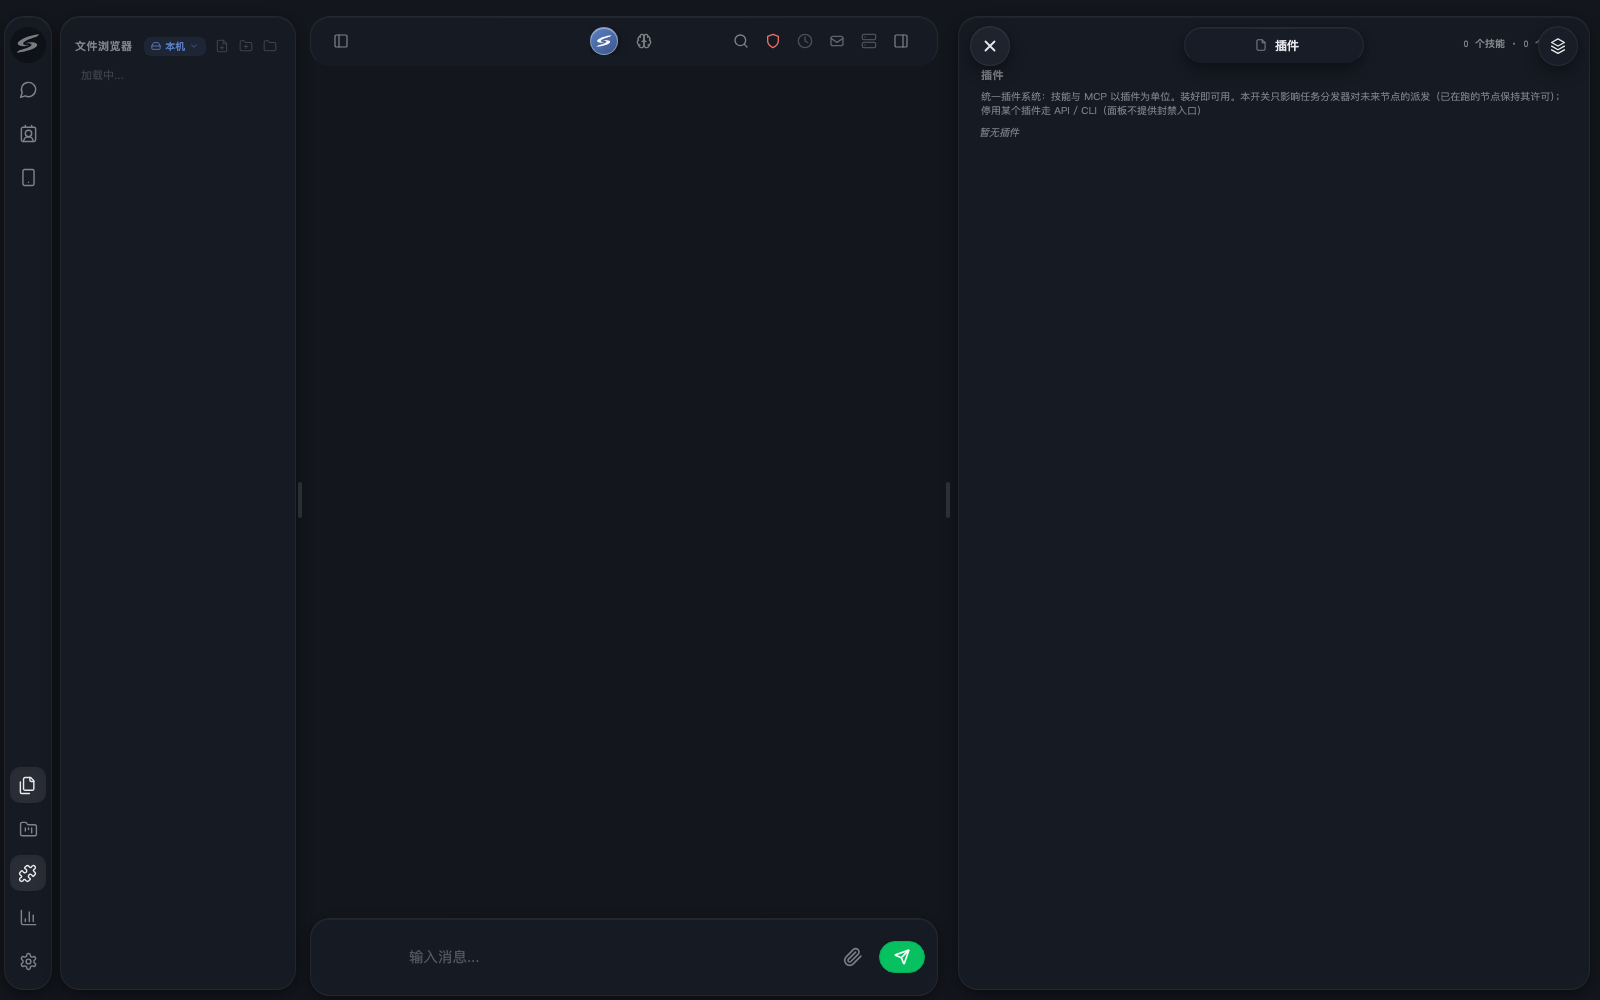 文件浏览器
本机
加载中...
输入消息...
插件
0 个技能 · 0
插件
统一插件系统：技能与 MCP 以插件为单位。装好即可用。本开关只影响任务分发器对未来节点的派发（已在跑的节点保持其许可）；
停用某个插件走 API / CLI（面板不提供封禁入口）
暂无插件